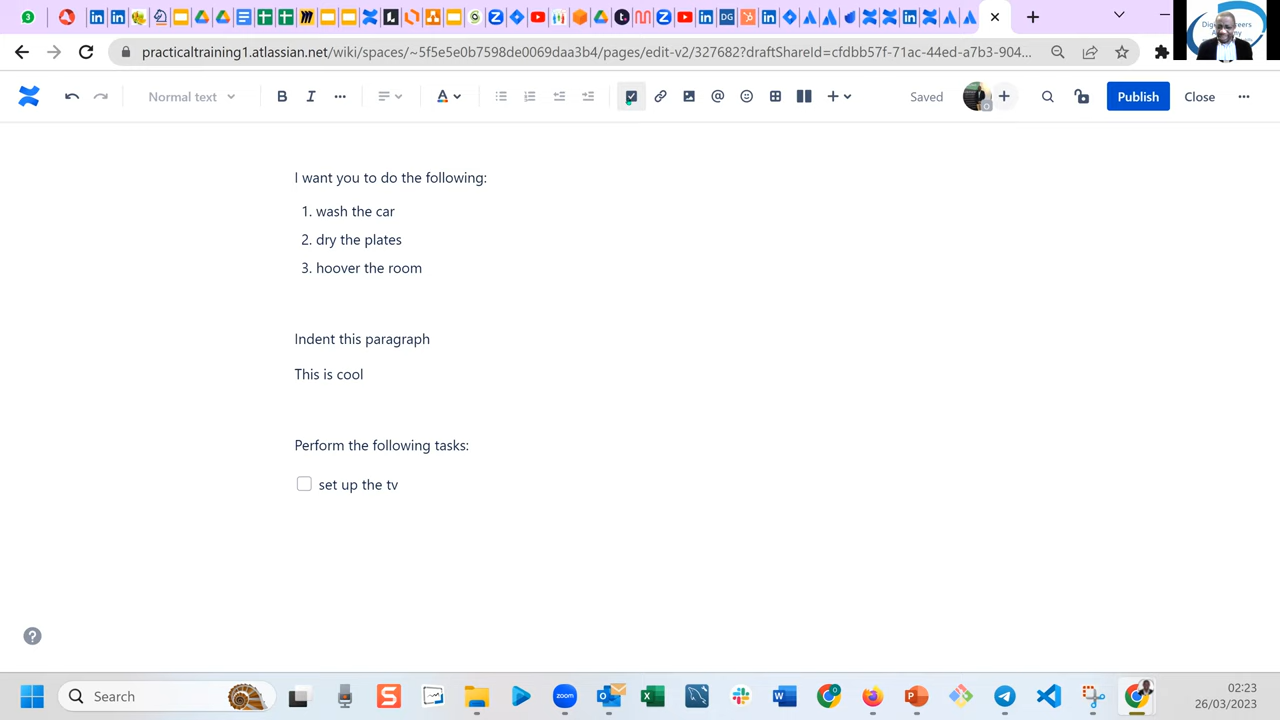 practicaltraining1.atlassian.net/wiki/spaces/~5f5e5e0b7598de0069daa3b4/pages/edit-v2/327682?draftShareId=cfdbb57f-71ac-44ed-a7b3-904...
Normal text
Saved
Publish
Close
I want you to do the following:
1. wash the car
2. dry the plates
3. hoover the room
Indent this paragraph
This is cool
Perform the following tasks:
set up the tv
Search
02:23
26/03/2023